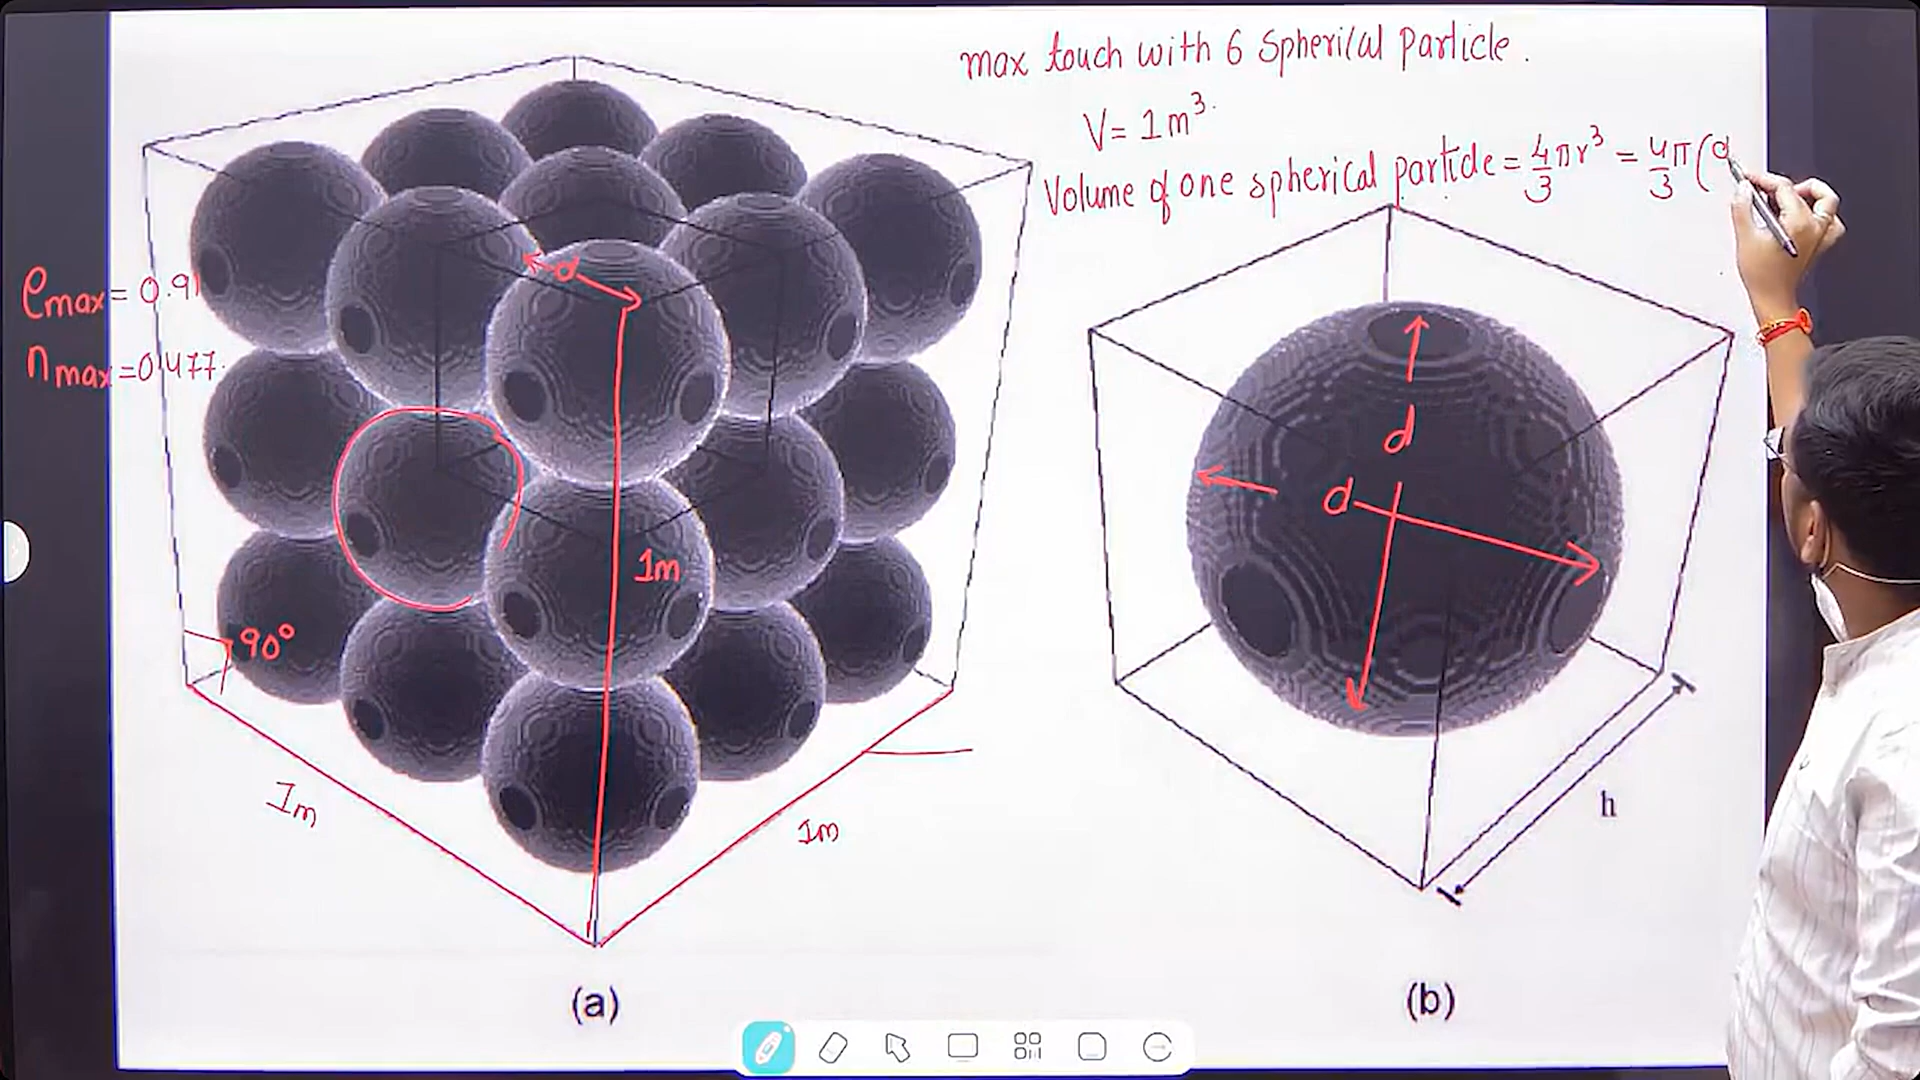 max touch with 6 spherical particle.
V = 1m³.
Volume of one spherical particle = 4/3 πr³ = 4π/3 (d
emax = 0.91
nmax = 0.477
d
1m
90°
1m
1m
d
d
h
(a)
(b)